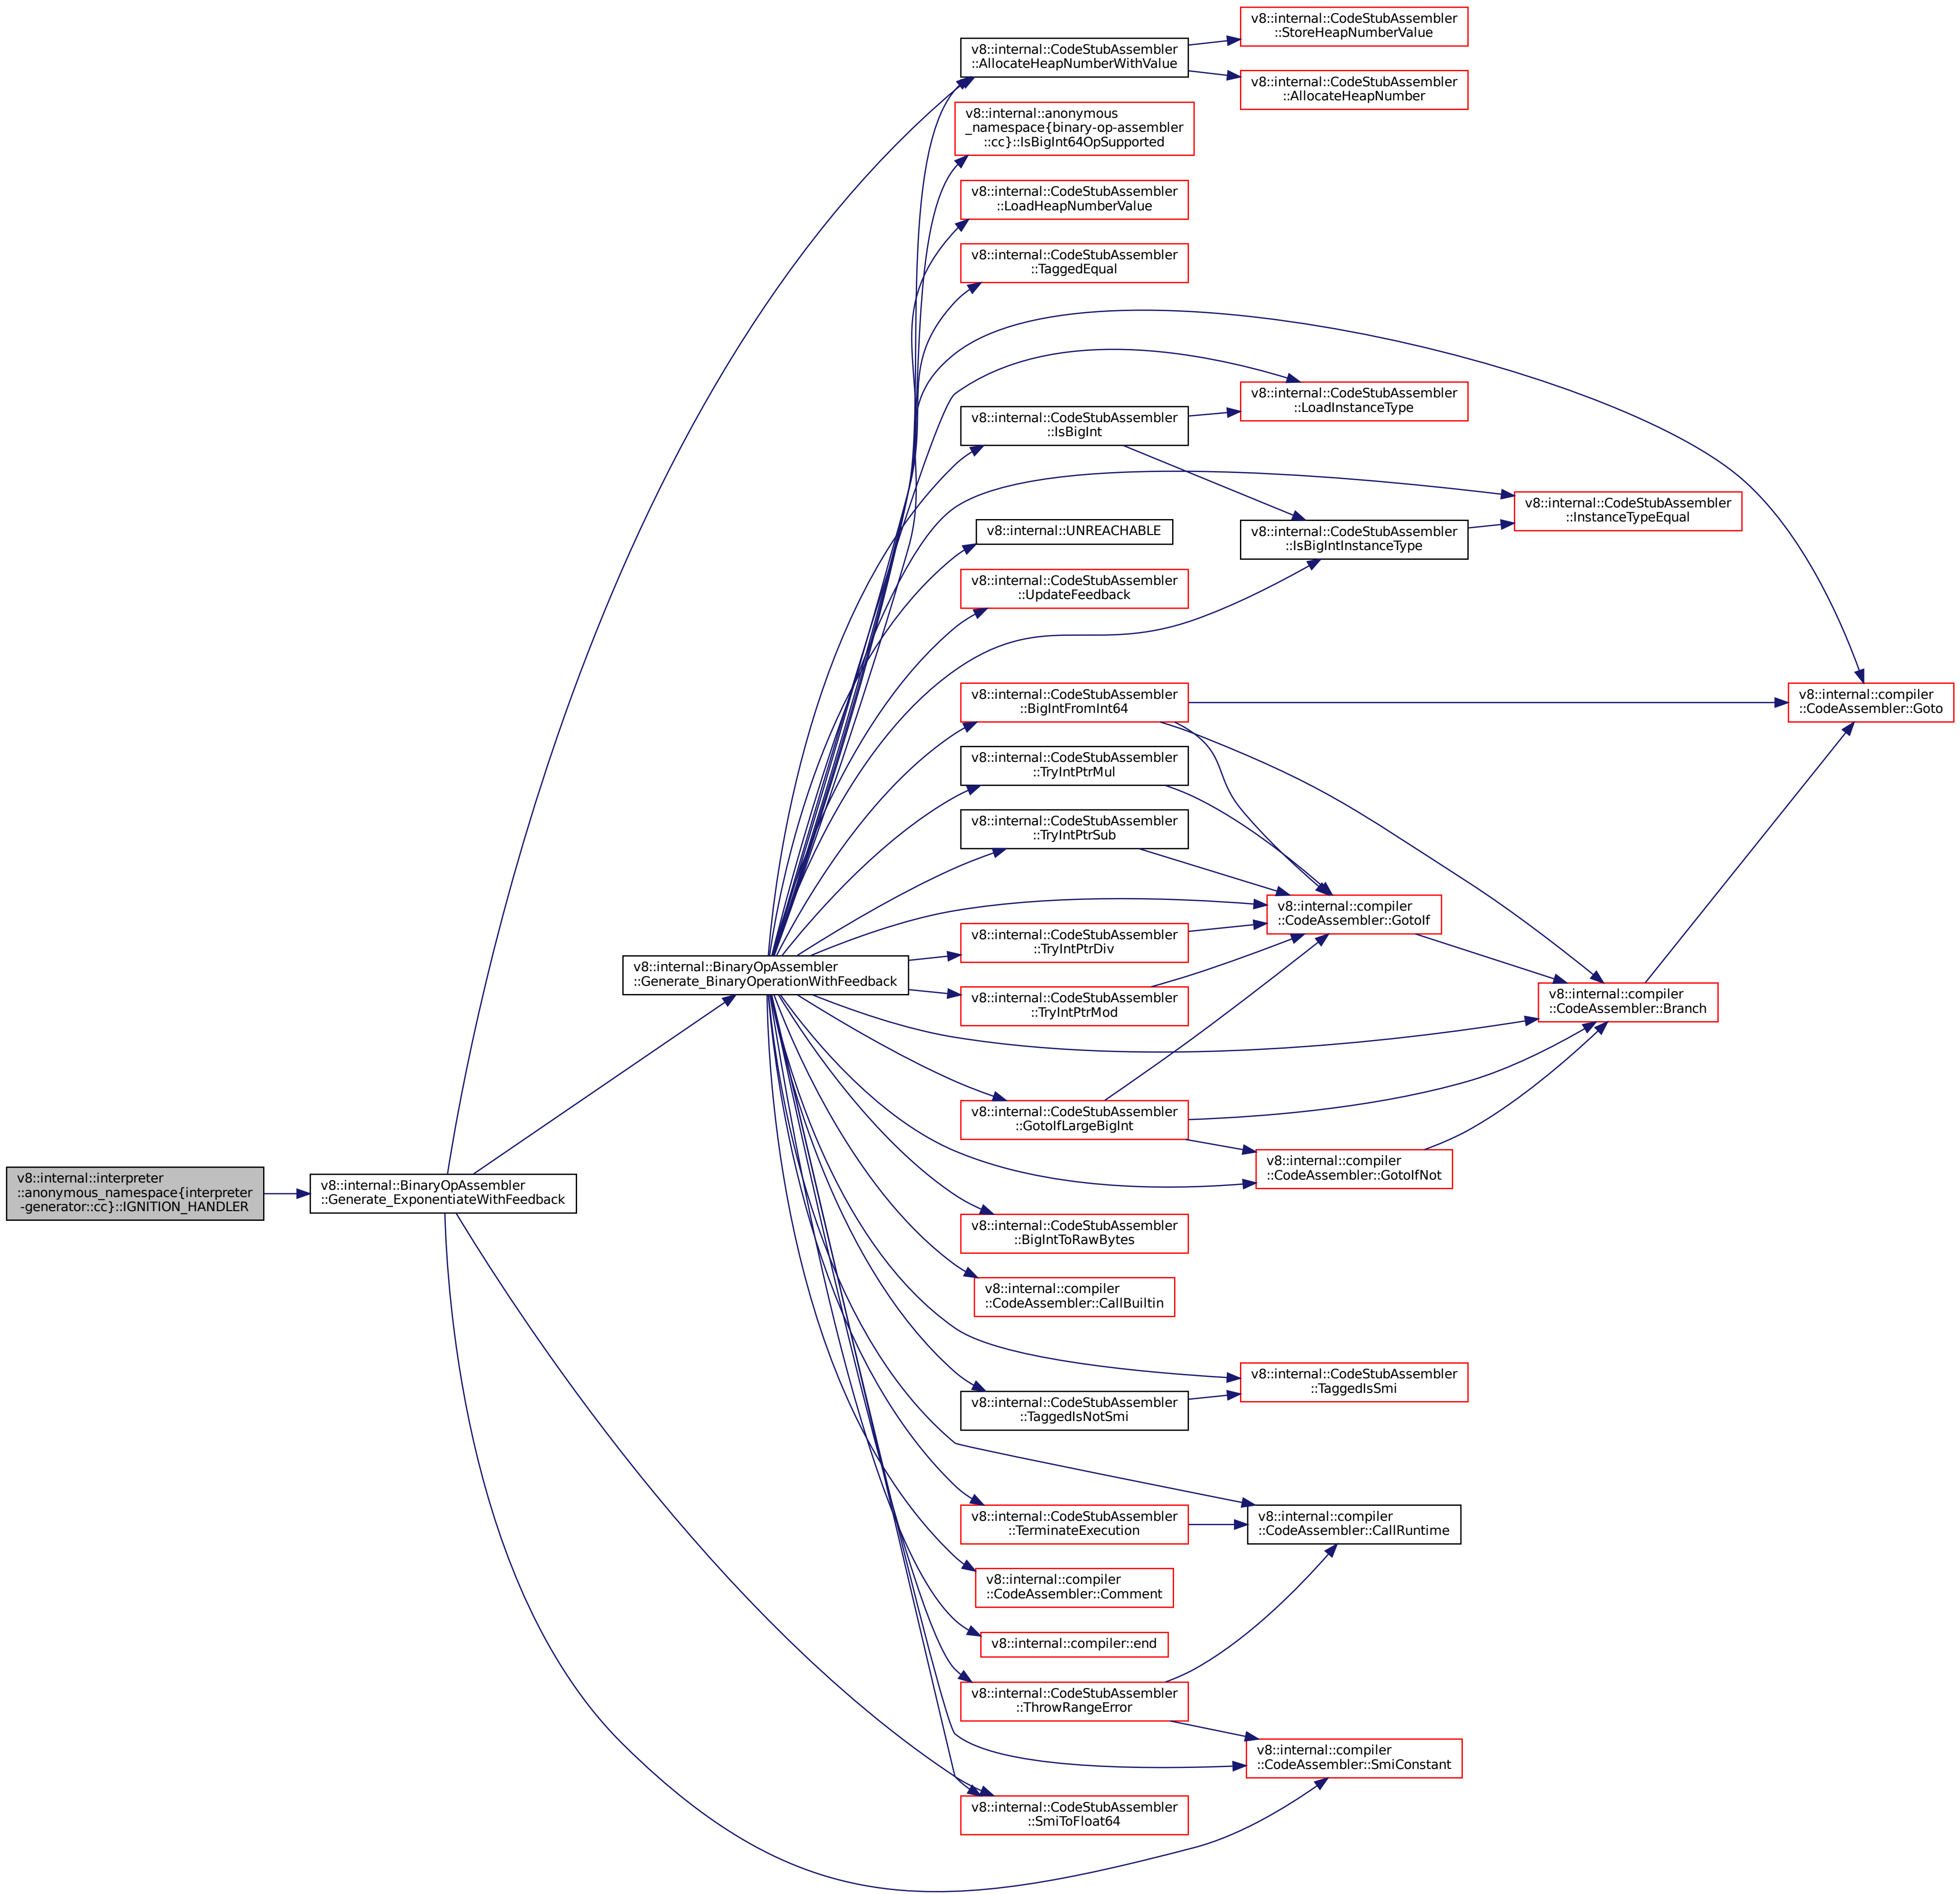 v8::internal::interpreter
::anonymous_namespace{interpreter
-generator::cc}::IGNITION_HANDLER
v8::internal::BinaryOpAssembler
::Generate_ExponentiateWithFeedback
v8::internal::BinaryOpAssembler
::Generate_BinaryOperationWithFeedback
v8::internal::CodeStubAssembler
::AllocateHeapNumberWithValue
v8::internal::anonymous
_namespace{binary-op-assembler
::cc}::IsBigInt64OpSupported
v8::internal::CodeStubAssembler
::LoadHeapNumberValue
v8::internal::CodeStubAssembler
::TaggedEqual
v8::internal::CodeStubAssembler
::IsBigInt
v8::internal::UNREACHABLE
v8::internal::CodeStubAssembler
::UpdateFeedback
v8::internal::CodeStubAssembler
::BigIntFromInt64
v8::internal::CodeStubAssembler
::TryIntPtrMul
v8::internal::CodeStubAssembler
::TryIntPtrSub
v8::internal::CodeStubAssembler
::TryIntPtrDiv
v8::internal::CodeStubAssembler
::TryIntPtrMod
v8::internal::CodeStubAssembler
::GotoIfLargeBigInt
v8::internal::CodeStubAssembler
::BigIntToRawBytes
v8::internal::compiler
::CodeAssembler::CallBuiltin
v8::internal::CodeStubAssembler
::TaggedIsNotSmi
v8::internal::CodeStubAssembler
::TerminateExecution
v8::internal::compiler
::CodeAssembler::Comment
v8::internal::compiler::end
v8::internal::CodeStubAssembler
::ThrowRangeError
v8::internal::CodeStubAssembler
::SmiToFloat64
v8::internal::CodeStubAssembler
::StoreHeapNumberValue
v8::internal::CodeStubAssembler
::AllocateHeapNumber
v8::internal::CodeStubAssembler
::LoadInstanceType
v8::internal::CodeStubAssembler
::IsBigIntInstanceType
v8::internal::compiler
::CodeAssembler::GotoIf
v8::internal::compiler
::CodeAssembler::GotoIfNot
v8::internal::CodeStubAssembler
::TaggedIsSmi
v8::internal::compiler
::CodeAssembler::CallRuntime
v8::internal::compiler
::CodeAssembler::SmiConstant
v8::internal::CodeStubAssembler
::InstanceTypeEqual
v8::internal::compiler
::CodeAssembler::Branch
v8::internal::compiler
::CodeAssembler::Goto